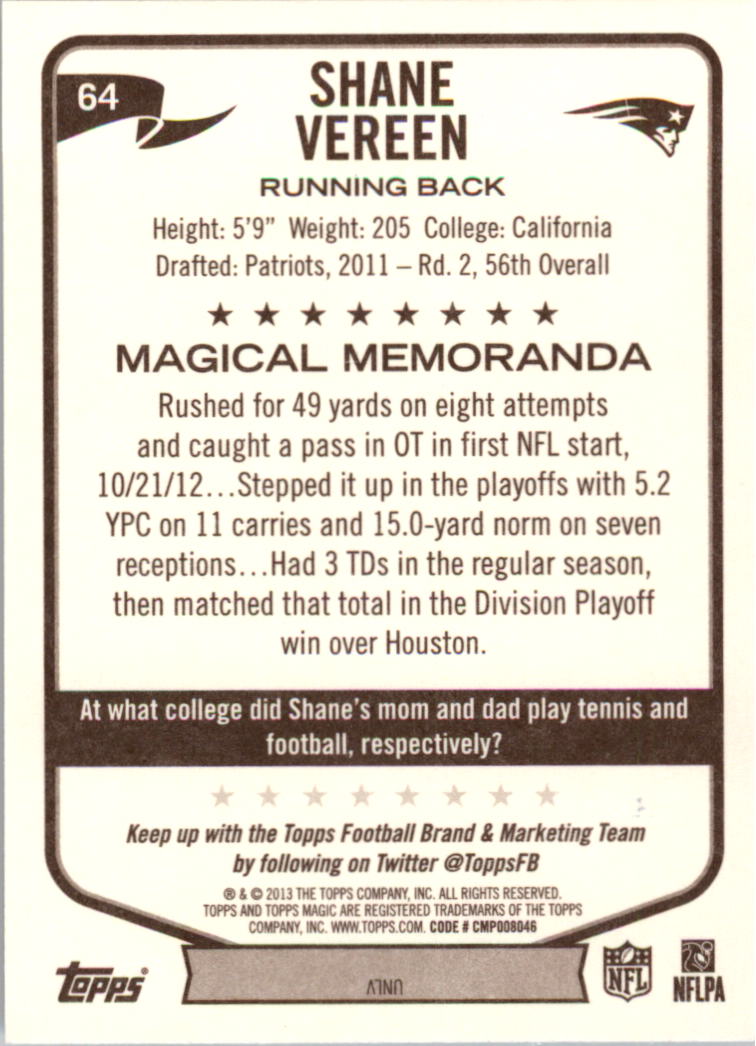 64
SHANE
VEREEN
RUNNING BACK
Height: 5'9" Weight: 205 College: California
Drafted: Patriots, 2011 – Rd. 2, 56th Overall
★ ★ ★ ★ ★ ★ ★ ★
MAGICAL MEMORANDA
Rushed for 49 yards on eight attempts
and caught a pass in OT in first NFL start,
10/21/12...Stepped it up in the playoffs with 5.2
YPC on 11 carries and 15.0-yard norm on seven
receptions...Had 3 TDs in the regular season,
then matched that total in the Division Playoff
win over Houston.
At what college did Shane's mom and dad play tennis and
football, respectively?
★ ★ ★ ★ ★ ★ ★ ★
Keep up with the Topps Football Brand & Marketing Team
by following on Twitter @ToppsFB
® & © 2013 THE TOPPS COMPANY, INC. ALL RIGHTS RESERVED.
TOPPS AND TOPPS MAGIC ARE REGISTERED TRADEMARKS OF THE TOPPS
COMPANY, INC. WWW.TOPPS.COM. CODE # CMP008046
topps®
UNLV
NFL
NFLPA